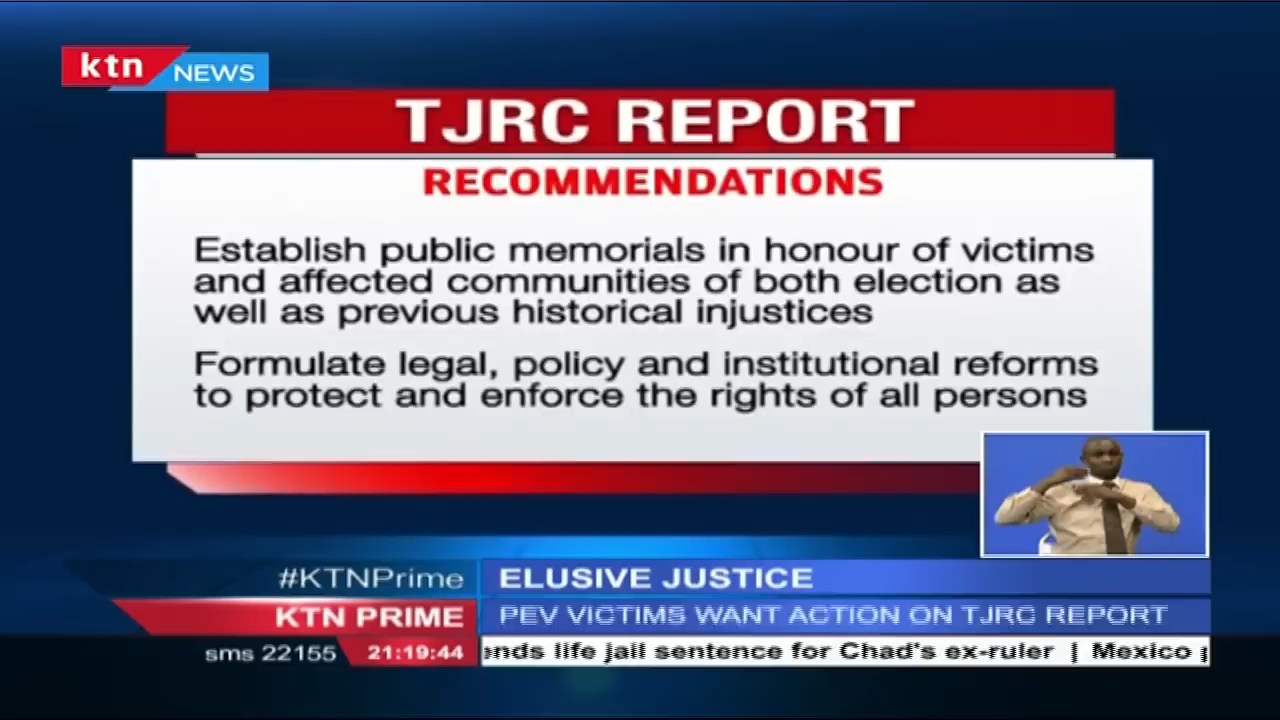 ktn NEWS
TJRC REPORT
RECOMMENDATIONS
Establish public memorials in honour of victims
and affected communities of both election as
well as previous historical injustices
Formulate legal, policy and institutional reforms
to protect and enforce the rights of all persons
#KTNPrime
ELUSIVE JUSTICE
KTN PRIME
PEV VICTIMS WANT ACTION ON TJRC REPORT
sms 22155
21:19:44
life jail sentence for Chad's ex-ruler | Mexico